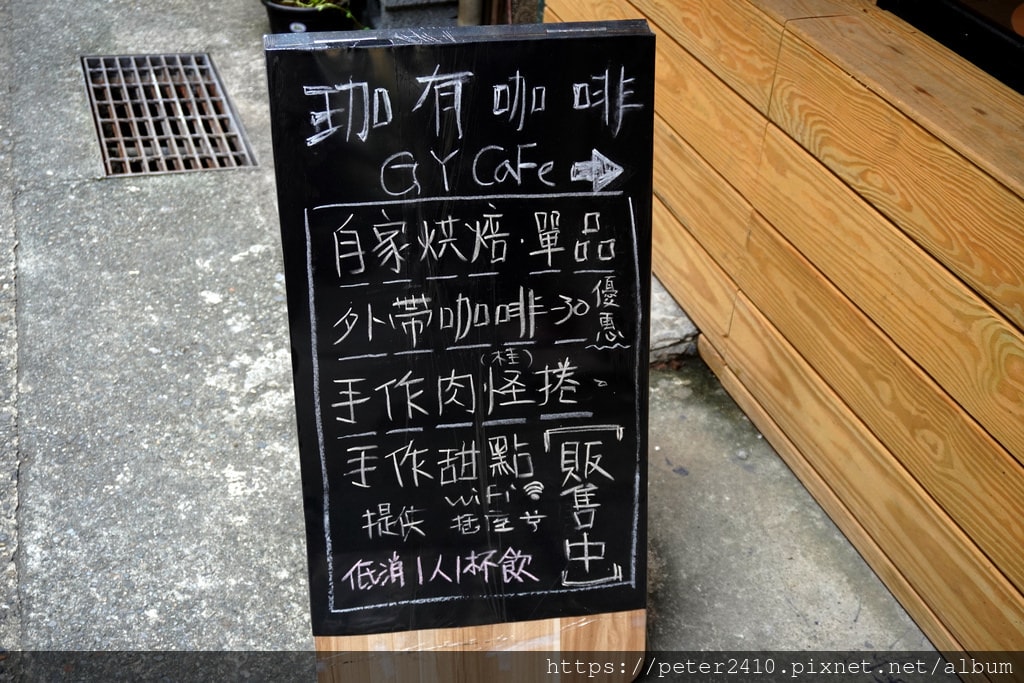 珈有咖啡
GY CaFe
自家烘焙·單品
外帶咖啡-30優惠
(桂)
手作肉怪捲。
手作甜點
「販售中」
提供 wiFi
插座
低消1人1杯飲
https://peter2410.pixnet.net/album